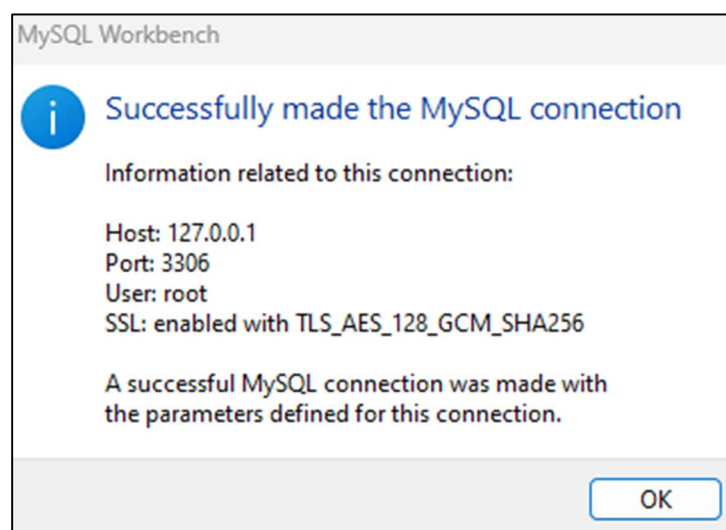 MySQL Workbench
Successfully made the MySQL connection
Information related to this connection:
Host: 127.0.0.1
Port: 3306
User: root
SSL: enabled with TLS_AES_128_GCM_SHA256
A successful MySQL connection was made with
the parameters defined for this connection.
OK